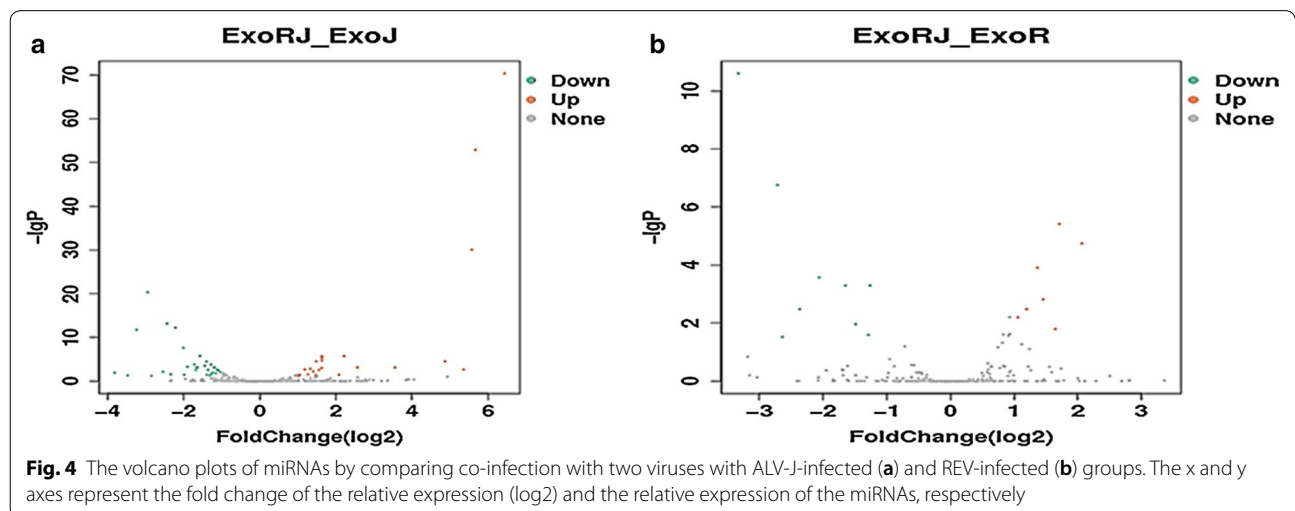 a
ExoRJ_ExoJ
70
60
50
40
30
20
10
0
-lgP
−4 −2 0 2 4 6
FoldChange(log2)
Down
Up
None
b
ExoRJ_ExoR
10
8
6
4
2
0
-lgP
−3 −2 −1 0 1 2 3
FoldChange(log2)
Down
Up
None
Fig. 4 The volcano plots of miRNAs by comparing co-infection with two viruses with ALV-J-infected (a) and REV-infected (b) groups. The x and y
axes represent the fold change of the relative expression (log2) and the relative expression of the miRNAs, respectively